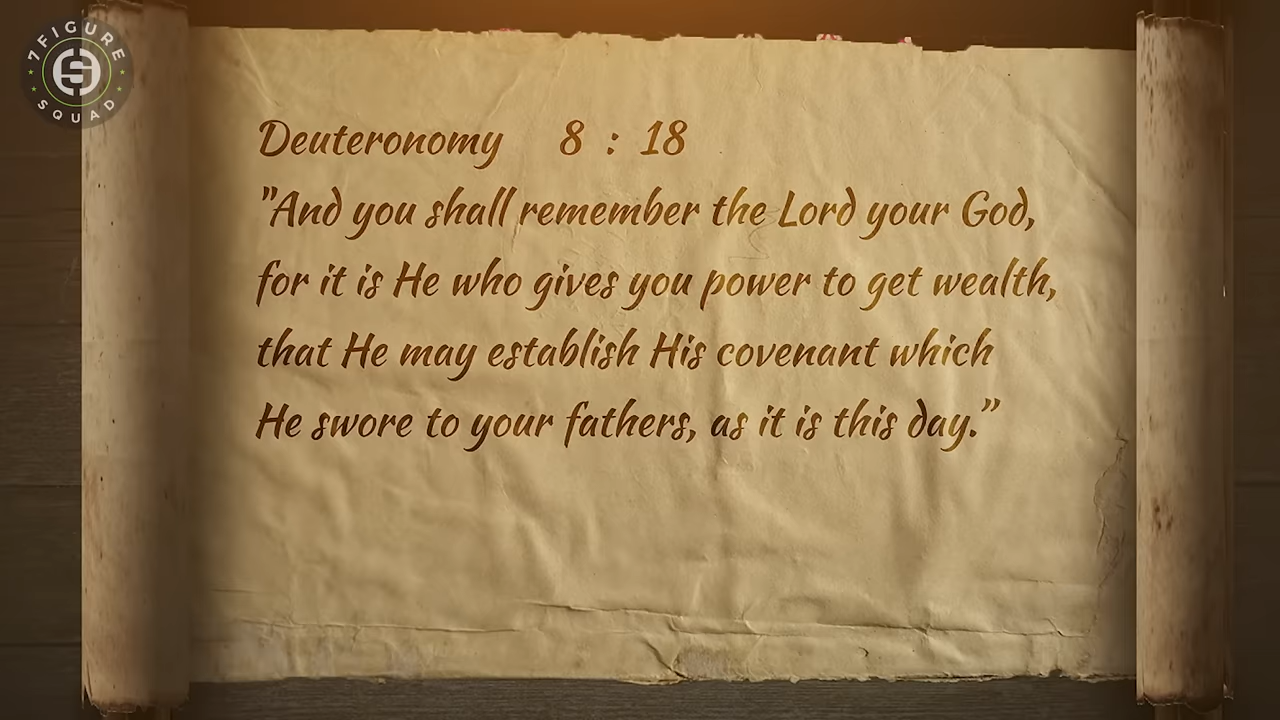 7FIGURE
SQUAD
Deuteronomy 8 : 18
"And you shall remember the Lord your God,
for it is He who gives you power to get wealth,
that He may establish His covenant which
He swore to your fathers, as it is this day.”